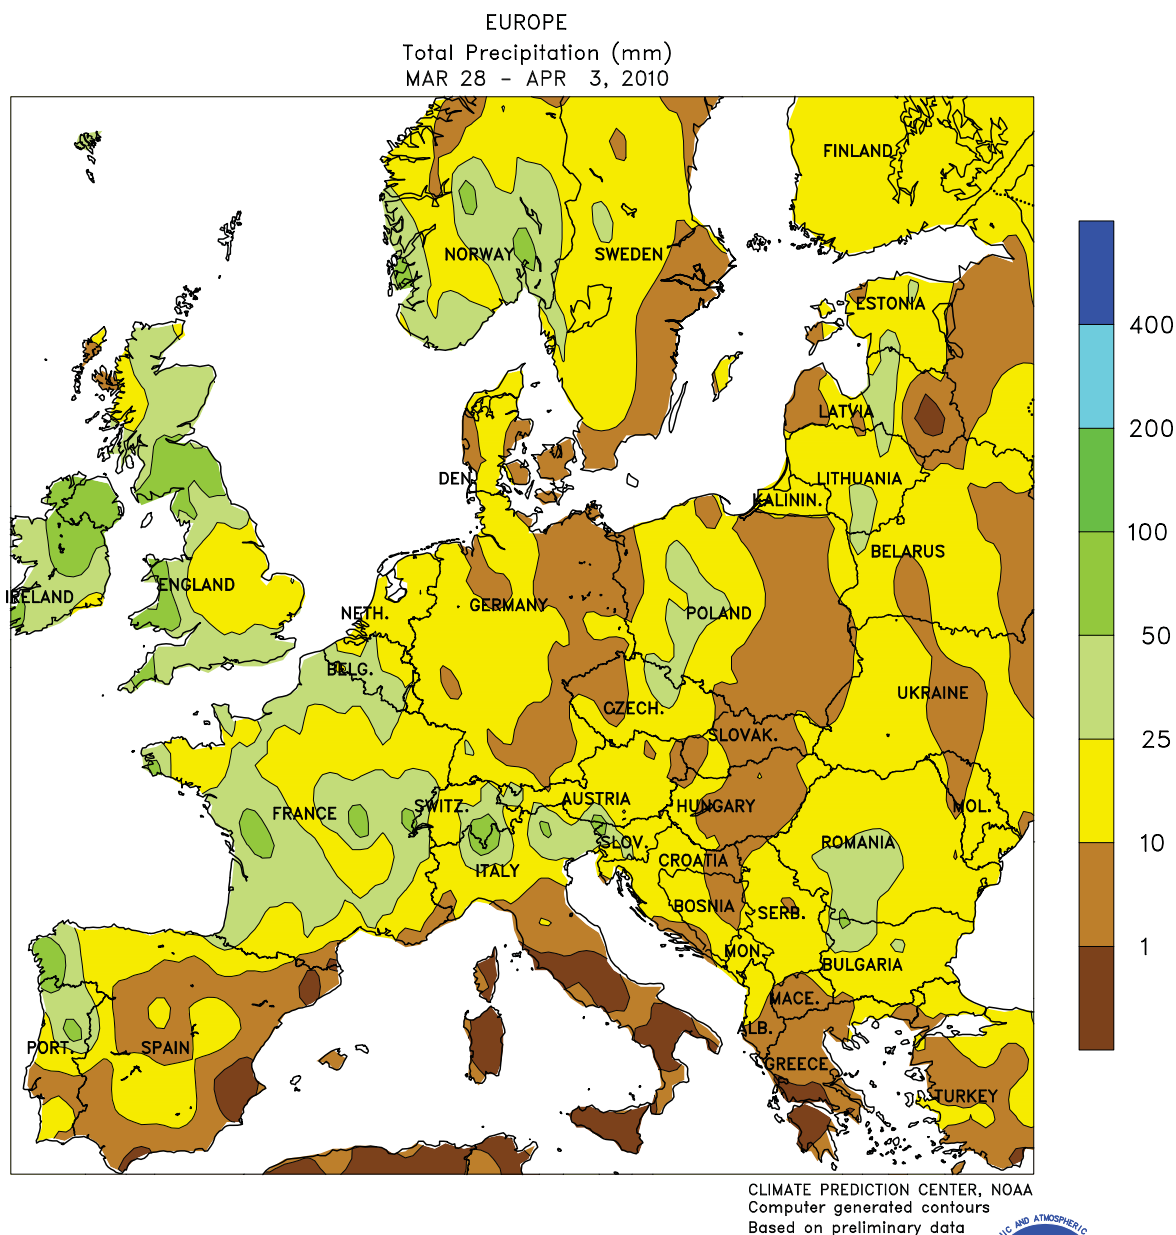 EUROPE
Total Precipitation (mm)
MAR 28 - APR 3, 2010
FINLAND
NORWAY
SWEDEN
ESTONIA
400
LATVIA
200
DEN.
LITHUANIA
KALININ.
100
BELARUS
IRELAND
ENGLAND
NETH.
GERMANY
POLAND
50
BELG.
CZECH.
UKRAINE
SLOVAK.
25
FRANCE
SWITZ.
AUSTRIA
HUNGARY
MOL.
SLOV.
ROMANIA
10
ITALY
CROATIA
BOSNIA
SERB.
MON.
BULGARIA
1
MACE.
ALB.
PORT.
SPAIN
GREECE
TURKEY
CLIMATE PREDICTION CENTER, NOAA
Computer generated contours
Based on preliminary data
AND ATMOSPHERIC